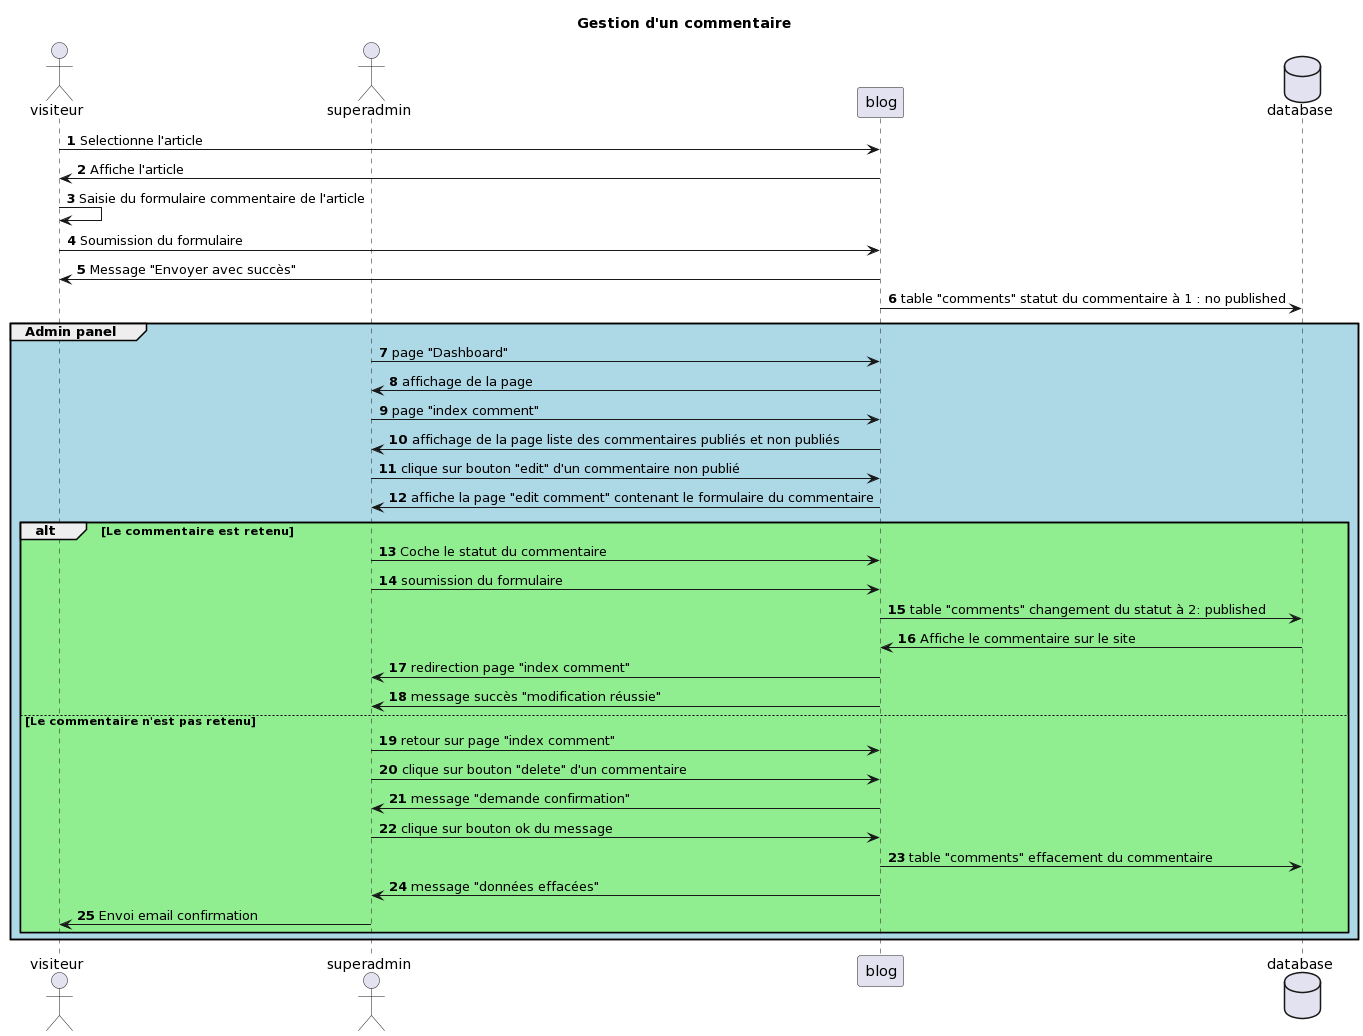 Gestion d'un commentaire
visiteur
superadmin
blog
database
1 Selectionne l'article
2 Affiche l'article
3 Saisie du formulaire commentaire de l'article
4 Soumission du formulaire
5 Message "Envoyer avec succès"
6 table "comments" statut du commentaire à 1 : no published
Admin panel
7 page "Dashboard"
8 affichage de la page
9 page "index comment"
10 affichage de la page liste des commentaires publiés et non publiés
11 clique sur bouton "edit" d'un commentaire non publié
12 affiche la page "edit comment" contenant le formulaire du commentaire
alt [Le commentaire est retenu]
13 Coche le statut du commentaire
14 soumission du formulaire
15 table "comments" changement du statut à 2: published
16 Affiche le commentaire sur le site
17 redirection page "index comment"
18 message succès "modification réussie"
[Le commentaire n'est pas retenu]
19 retour sur page "index comment"
20 clique sur bouton "delete" d'un commentaire
21 message "demande confirmation"
22 clique sur bouton ok du message
23 table "comments" effacement du commentaire
24 message "données effacées"
25 Envoi email confirmation
visiteur
superadmin
blog
database